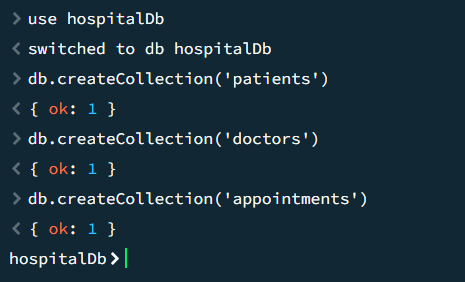 > use hospitalDb
< switched to db hospitalDb
> db.createCollection('patients')
< { ok: 1 }
> db.createCollection('doctors')
< { ok: 1 }
> db.createCollection('appointments')
< { ok: 1 }
hospitalDb>